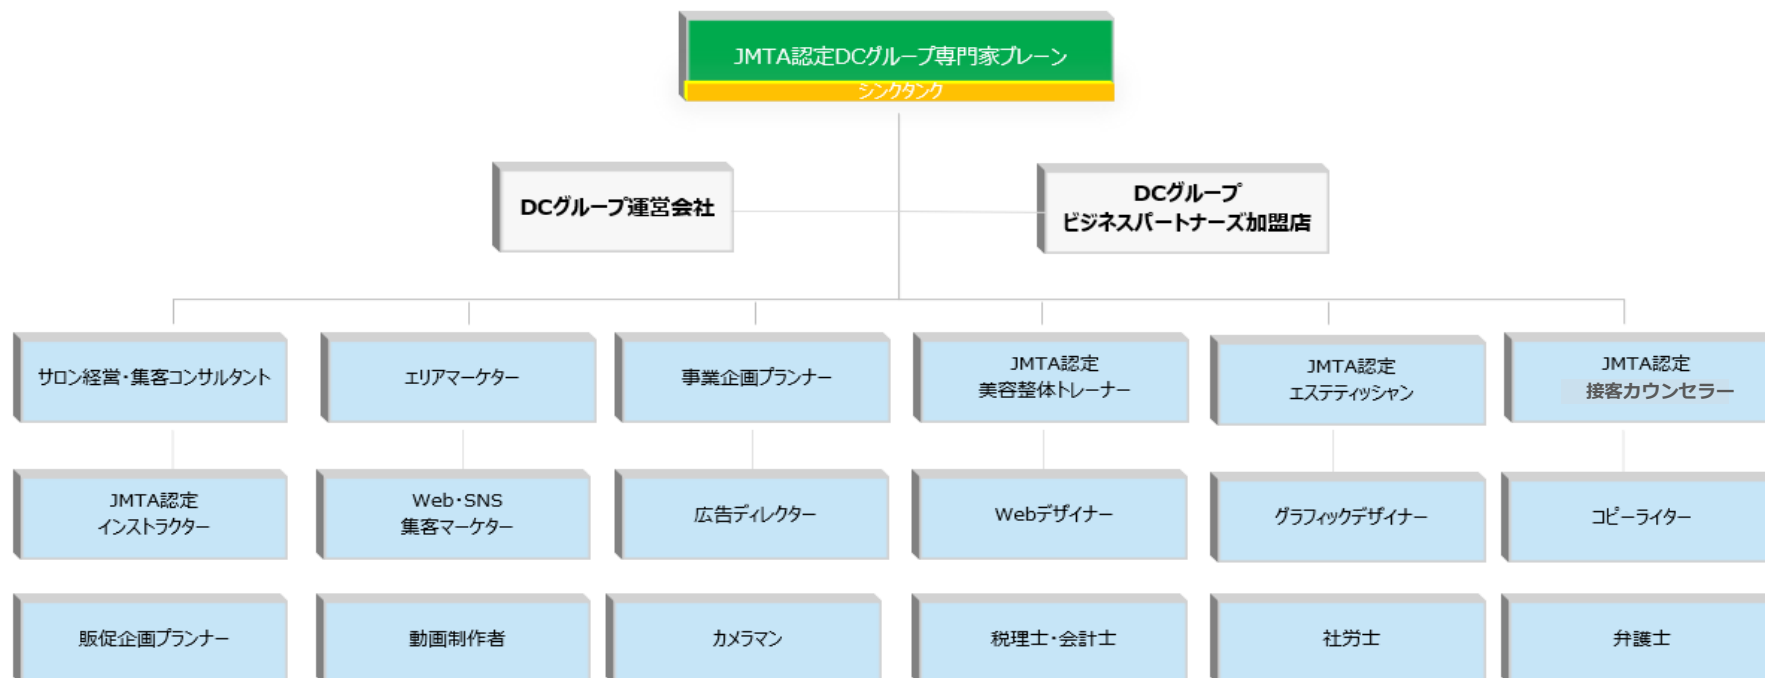 JMTA認定DCグループ専門家ブレーン
シンクタンク
DCグループ運営会社
DCグループ
ビジネスパートナーズ加盟店
サロン経営・集客コンサルタント
エリアマーケター
事業企画プランナー
JMTA認定
美容整体トレーナー
JMTA認定
エステティッシャン
JMTA認定
接客カウンセラー
JMTA認定
インストラクター
Web・SNS
集客マーケター
広告ディレクター
Webデザイナー
グラフィックデザイナー
コピーライター
販促企画プランナー
動画制作者
カメラマン
税理士・会計士
社労士
弁護士